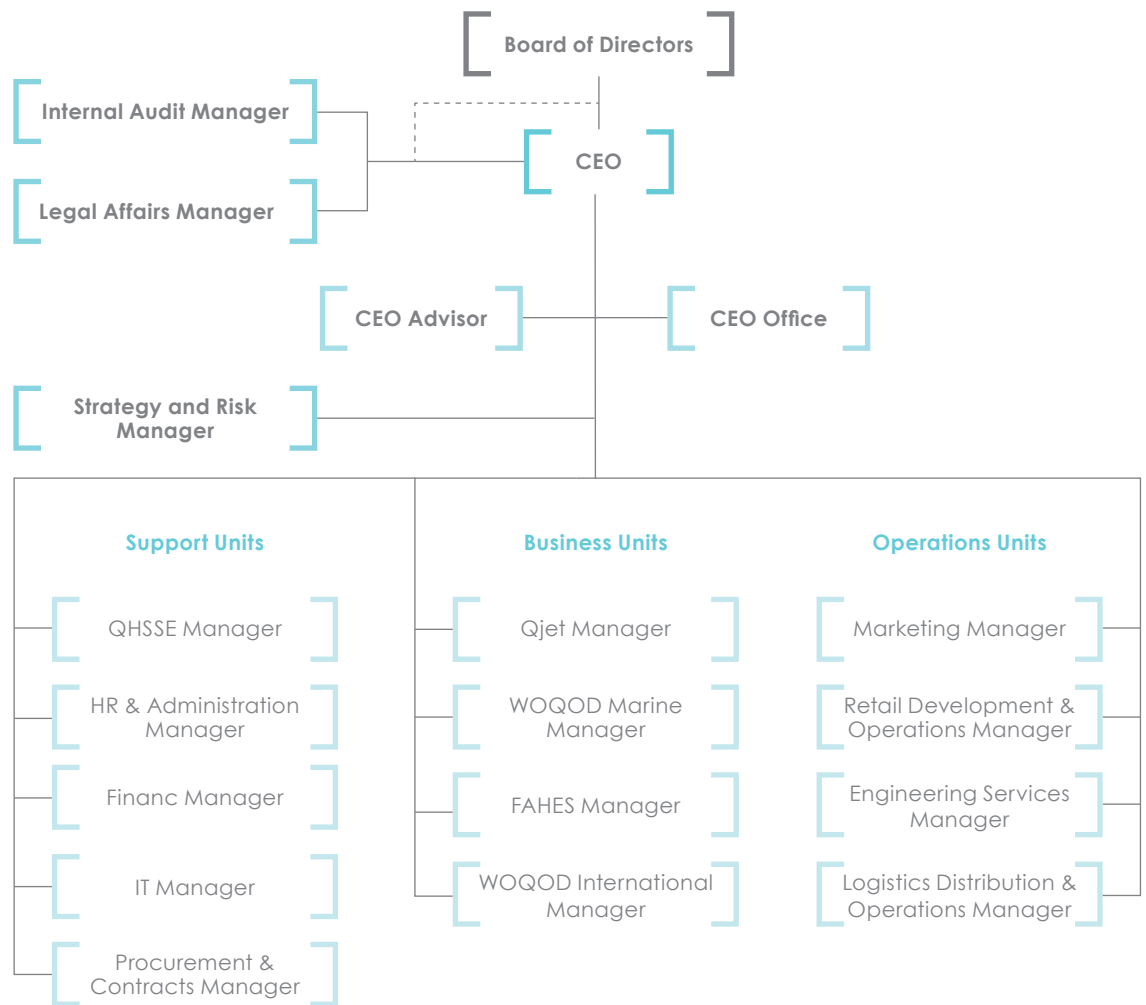 Board of Directors
Internal Audit Manager
CEO
Legal Affairs Manager
CEO Advisor
CEO Office
Strategy and Risk
Manager
Support Units
QHSSE Manager
HR & Administration
Manager
Financ Manager
IT Manager
Procurement &
Contracts Manager
Business Units
Qjet Manager
WOQOD Marine
Manager
FAHES Manager
WOQOD International
Manager
Operations Units
Marketing Manager
Retail Development &
Operations Manager
Engineering Services
Manager
Logistics Distribution &
Operations Manager